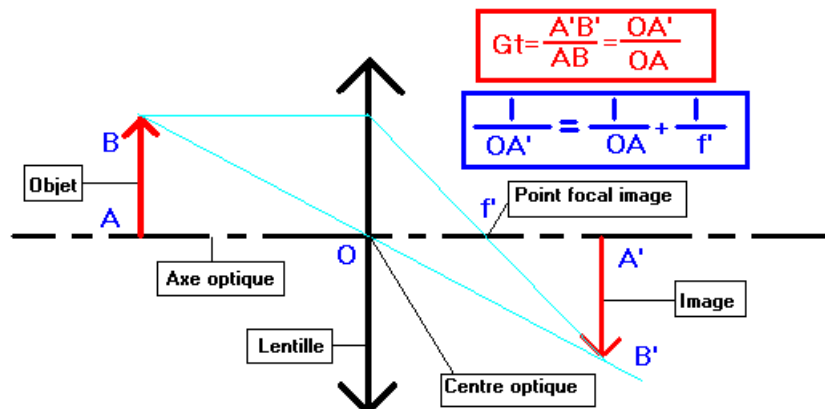 Gt= A'B'/AB = OA'/OA
1/OA' = 1/OA + 1/f'
B
Objet
A
Axe optique
O
Lentille
Centre optique
f'
Point focal image
A'
Image
B'